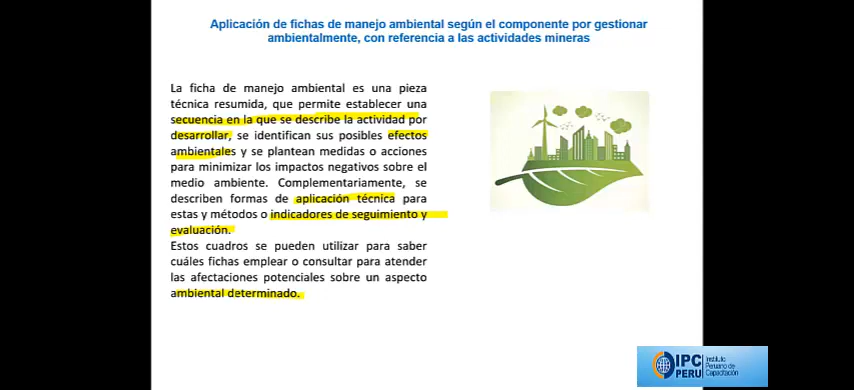 Aplicación de fichas de manejo ambiental según el componente por gestionar
ambientalmente, con referencia a las actividades mineras
La ficha de manejo ambiental es una pieza
técnica resumida, que permite establecer una
secuencia en la que se describe la actividad por
desarrollar, se identifican sus posibles efectos
ambientales y se plantean medidas o acciones
para minimizar los impactos negativos sobre el
medio ambiente. Complementariamente, se
describen formas de aplicación técnica para
estas y métodos o indicadores de seguimiento y
evaluación.
Estos cuadros se pueden utilizar para saber
cuáles fichas emplear o consultar para atender
las afectaciones potenciales sobre un aspecto
ambiental determinado.
IPC
PERU
Instituto
Peruano de
Capacitación